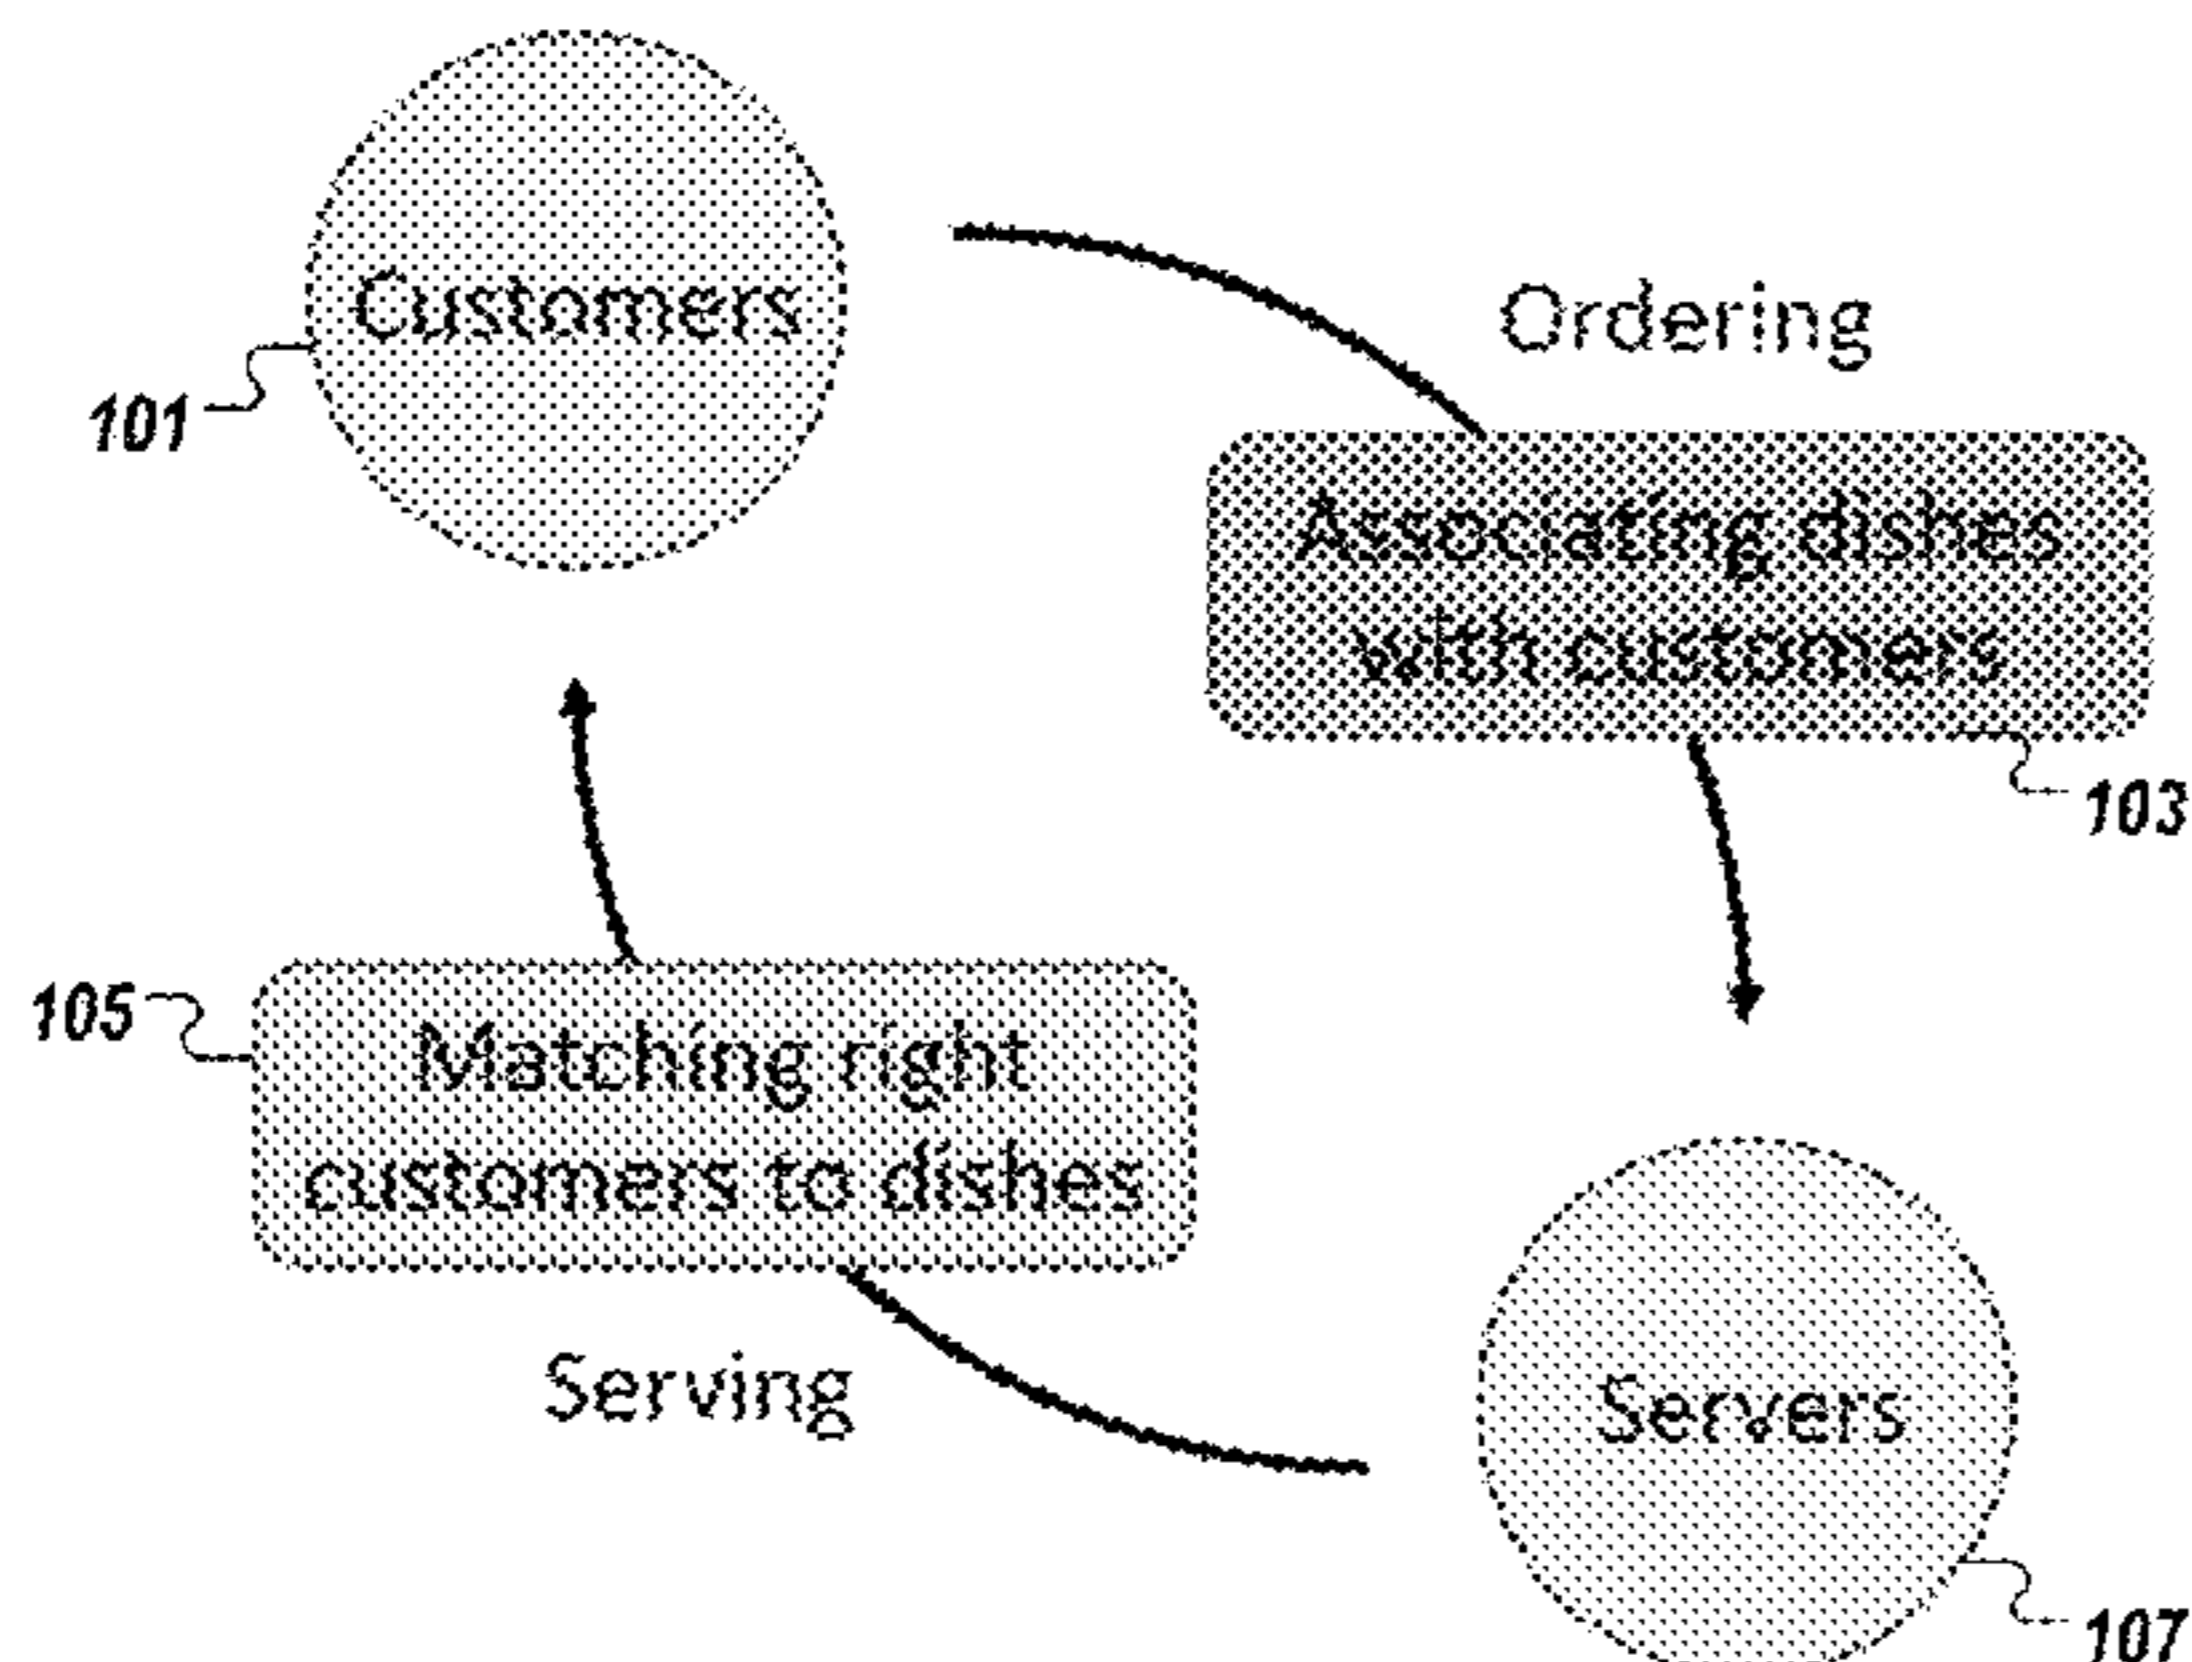 Customers
Ordering
101
Associating dishes
with customers
103
105
Matching right
customers to dishes
Serving
Servers
107